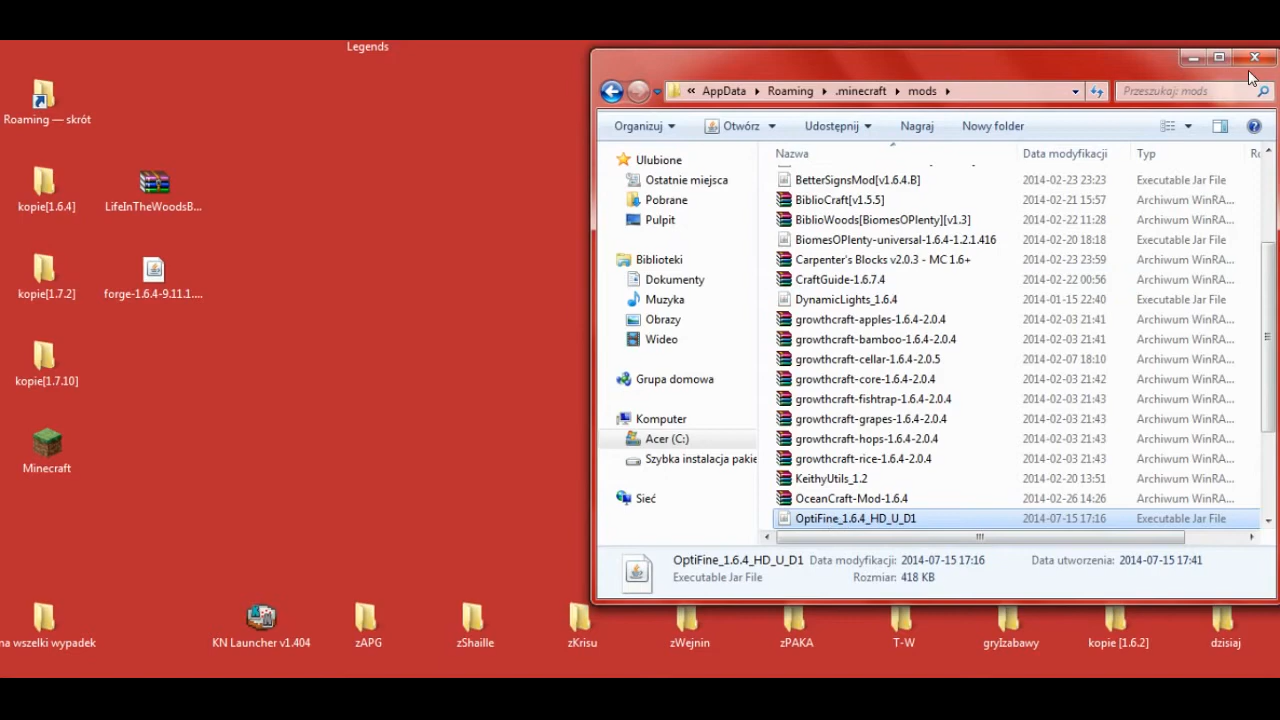 Legends
Roaming — skrót
kopie[1.6.4]
LifeInTheWoodsB...
kopie[1.7.2]
forge-1.6.4-9.11.1....
kopie[1.7.10]
Minecraft
na wszelki wypadek
KN Launcher v1.404
zAPG
zShaille
zKrisu
zWejnin
zPAKA
T-W
gryIzabawy
kopie [1.6.2]
dzisiaj
« AppData Roaming .minecraft mods
Przeszukaj: mods
Organizuj Otwórz Udostępnij Nagraj Nowy folder
Ulubione
Ostatnie miejsca
Pobrane
Pulpit
Biblioteki
Dokumenty
Muzyka
Obrazy
Wideo
Grupa domowa
Komputer
Acer (C:)
Szybka instalacja pakie
Sieć
Nazwa Data modyfikacji Typ Ro
BetterSignsMod[v1.6.4.B] 2014-02-23 23:23 Executable Jar File
BiblioCraft[v1.5.5] 2014-02-21 15:57 Archiwum WinRA...
BiblioWoods[BiomesOPlenty][v1.3] 2014-02-22 11:28 Archiwum WinRA...
BiomesOPlenty-universal-1.6.4-1.2.1.416 2014-02-20 18:18 Executable Jar File
Carpenter's Blocks v2.0.3 - MC 1.6+ 2014-02-23 23:59 Archiwum WinRA...
CraftGuide-1.6.7.4 2014-02-22 00:56 Archiwum WinRA...
DynamicLights_1.6.4 2014-01-15 22:40 Executable Jar File
growthcraft-apples-1.6.4-2.0.4 2014-02-03 21:41 Archiwum WinRA...
growthcraft-bamboo-1.6.4-2.0.4 2014-02-03 21:41 Archiwum WinRA...
growthcraft-cellar-1.6.4-2.0.5 2014-02-07 18:10 Archiwum WinRA...
growthcraft-core-1.6.4-2.0.4 2014-02-03 21:42 Archiwum WinRA...
growthcraft-fishtrap-1.6.4-2.0.4 2014-02-03 21:43 Archiwum WinRA...
growthcraft-grapes-1.6.4-2.0.4 2014-02-03 21:43 Archiwum WinRA...
growthcraft-hops-1.6.4-2.0.4 2014-02-03 21:43 Archiwum WinRA...
growthcraft-rice-1.6.4-2.0.4 2014-02-03 21:43 Archiwum WinRA...
KeithyUtils_1.2 2014-02-20 13:51 Archiwum WinRA...
OceanCraft-Mod-1.6.4 2014-02-26 14:26 Archiwum WinRA...
OptiFine_1.6.4_HD_U_D1 2014-07-15 17:16 Executable Jar File
OptiFine_1.6.4_HD_U_D1 Data modyfikacji: 2014-07-15 17:16 Data utworzenia: 2014-07-15 17:41
Executable Jar File Rozmiar: 418 KB